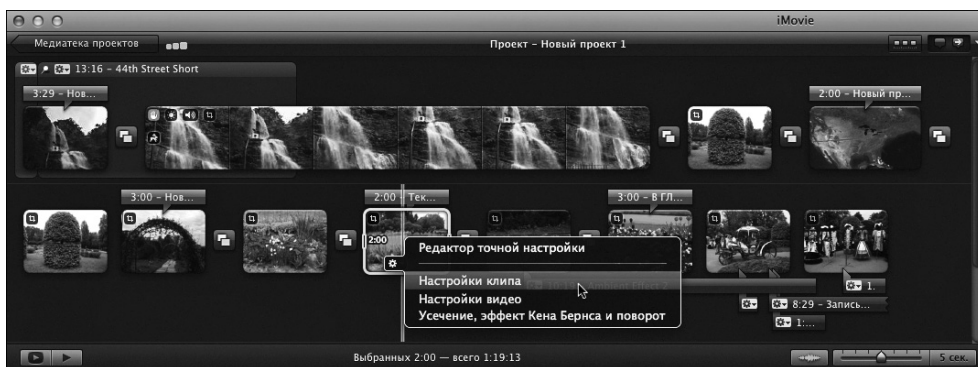 iMovie
Медиатека проектов
Проект – Новый проект 1
13:16 – 44th Street Short
3:29 – Нов...
2:00 – Новый пр...
3:00 – Нов...
2:00 – Тек...
3:00 – В ГЛ...
2:00
Редактор точной настройки
Настройки клипа
Настройки видео
Усечение, эффект Кена Бернса и поворот
1.
8:29 – Запись...
1:...
Выбранных 2:00 — всего 1:19:13
5 сек.